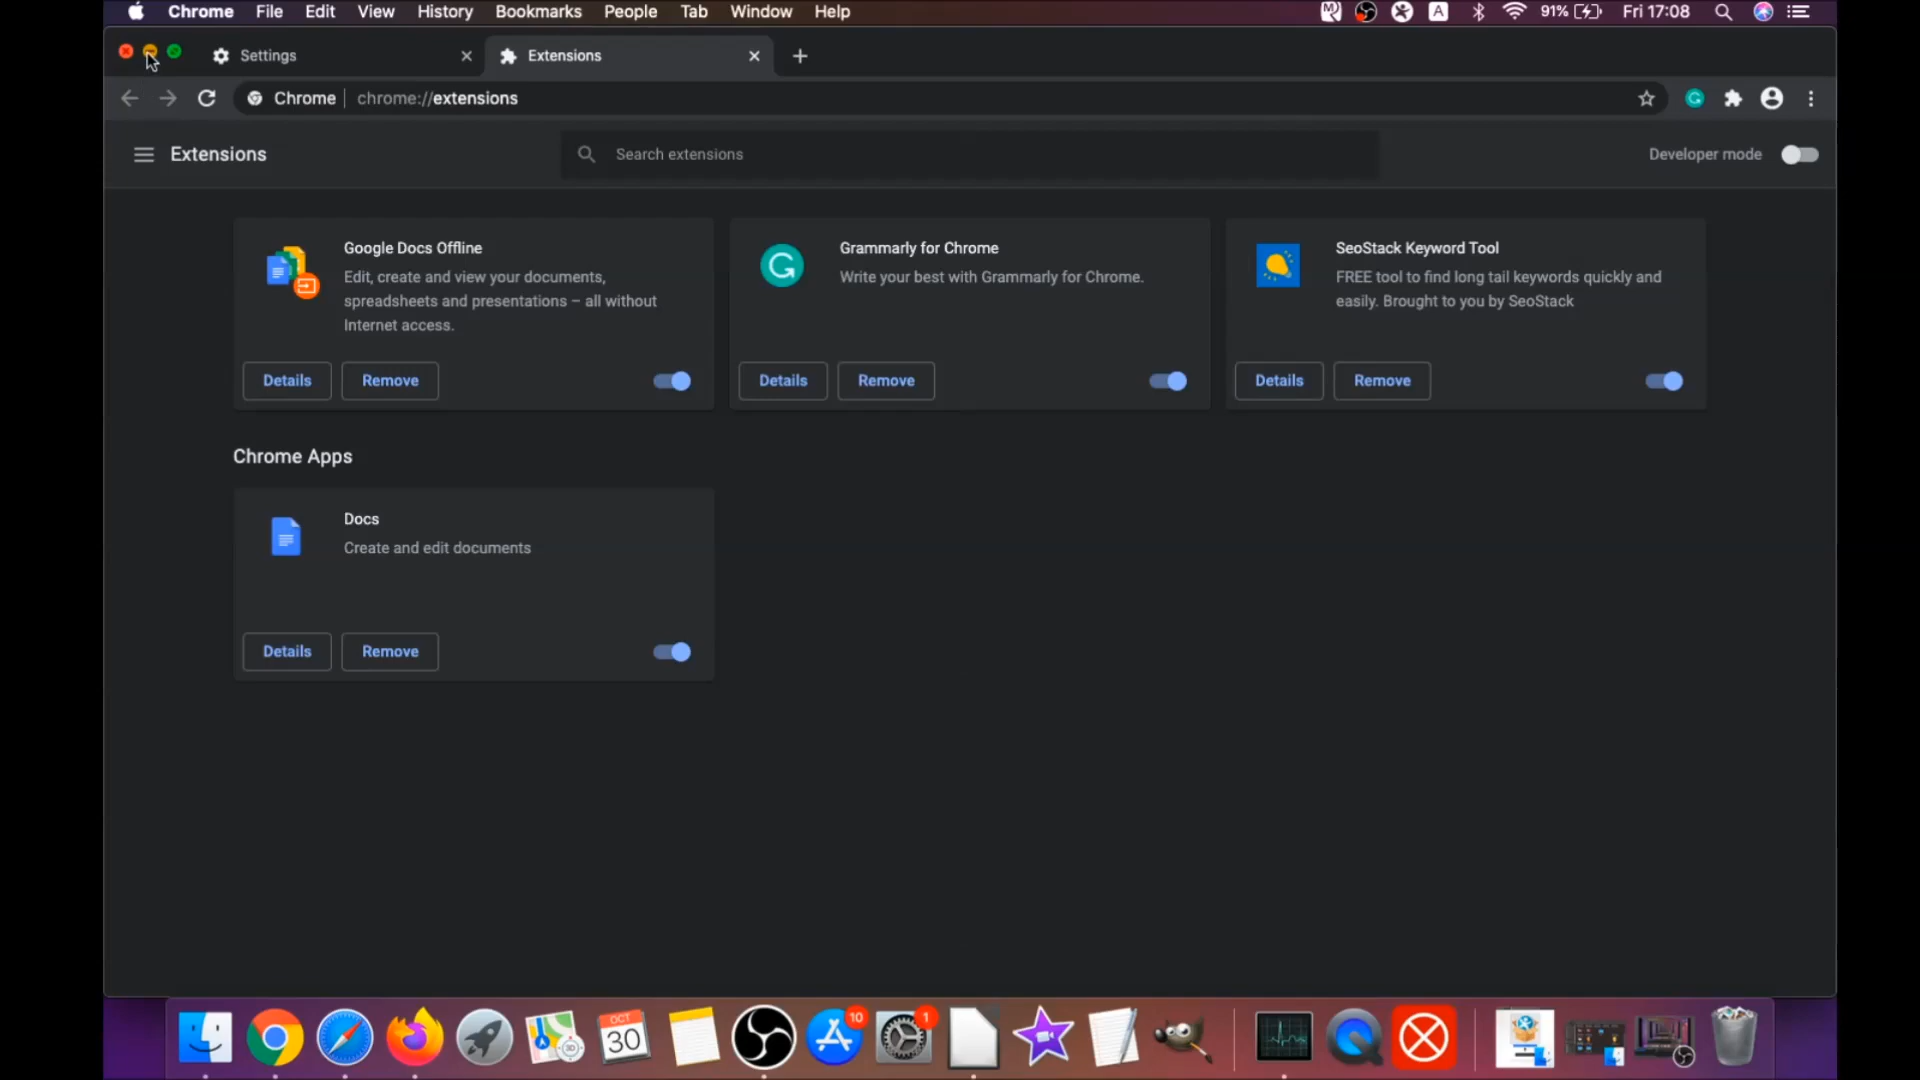 Chrome File Edit View History Bookmarks People Tab Window Help A 91% Fri 17:08
Settings Extensions
Chrome chrome://extensions
Extensions Search extensions Developer mode
Google Docs Offline
Edit, create and view your documents,
spreadsheets and presentations – all without
Internet access.
Details Remove
Grammarly for Chrome
Write your best with Grammarly for Chrome.
Details Remove
SeoStack Keyword Tool
FREE tool to find long tail keywords quickly and
easily. Brought to you by SeoStack
Details Remove
Chrome Apps
Docs
Create and edit documents
Details Remove
OCT
30
10
1